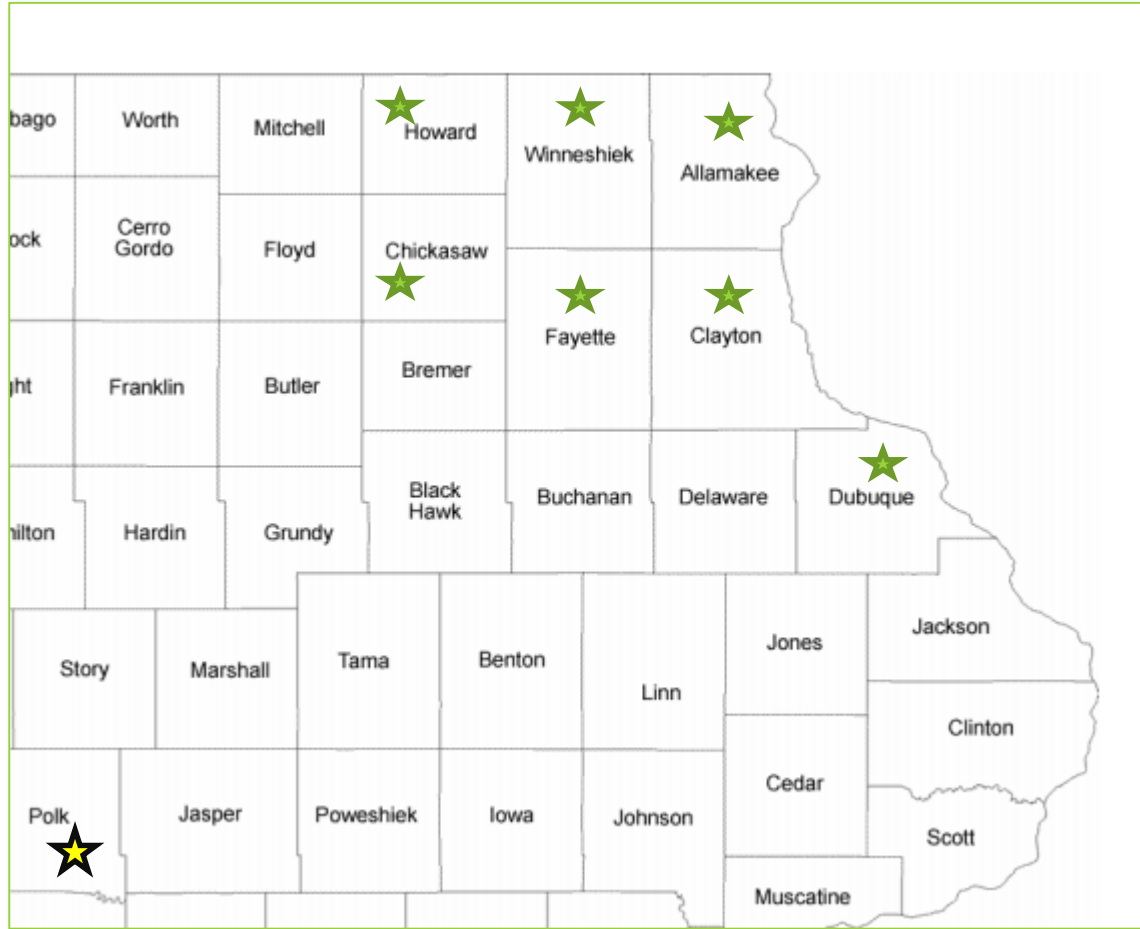 bago
Worth
Mitchell
Howard
Winneshiek
Allamakee
ock
Cerro
Gordo
Floyd
Chickasaw
Fayette
Clayton
ght
Franklin
Butler
Bremer
Black
Hawk
Buchanan
Delaware
Dubuque
nilton
Hardin
Grundy
Story
Marshall
Tama
Benton
Linn
Jones
Jackson
Clinton
Polk
Jasper
Poweshiek
Iowa
Johnson
Cedar
Scott
Muscatine